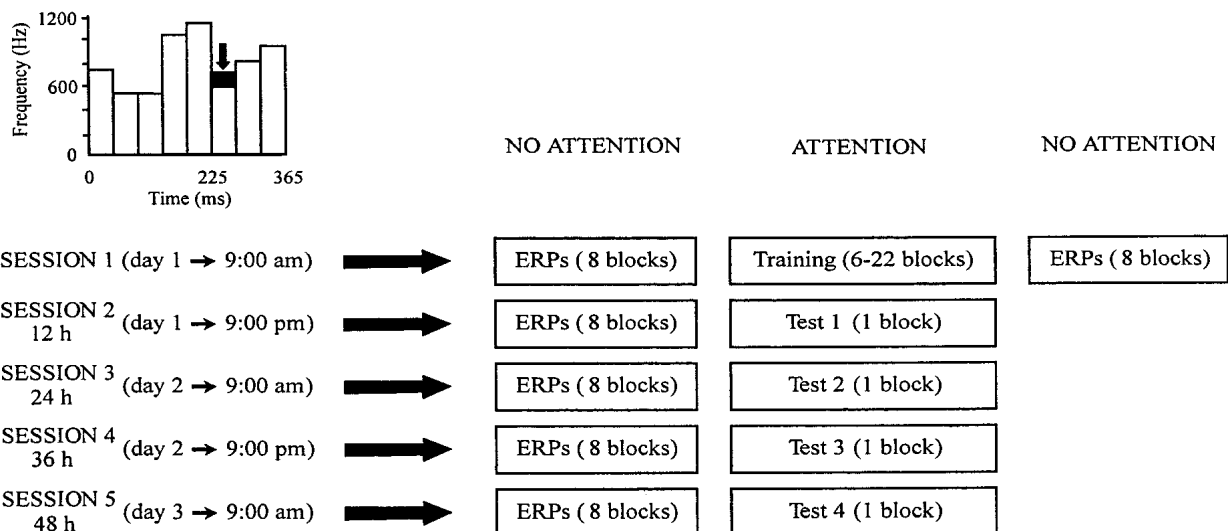 1200
Frequency (Hz)
600
0
0 225 365
Time (ms)
NO ATTENTION ATTENTION NO ATTENTION
SESSION 1 (day 1 → 9:00 am) ERPs ( 8 blocks) Training (6-22 blocks) ERPs ( 8 blocks)
SESSION 2
12 h (day 1 → 9:00 pm) ERPs ( 8 blocks) Test 1 (1 block)
SESSION 3
24 h (day 2 → 9:00 am) ERPs ( 8 blocks) Test 2 (1 block)
SESSION 4
36 h (day 2 → 9:00 pm) ERPs ( 8 blocks) Test 3 (1 block)
SESSION 5
48 h (day 3 → 9:00 am) ERPs ( 8 blocks) Test 4 (1 block)